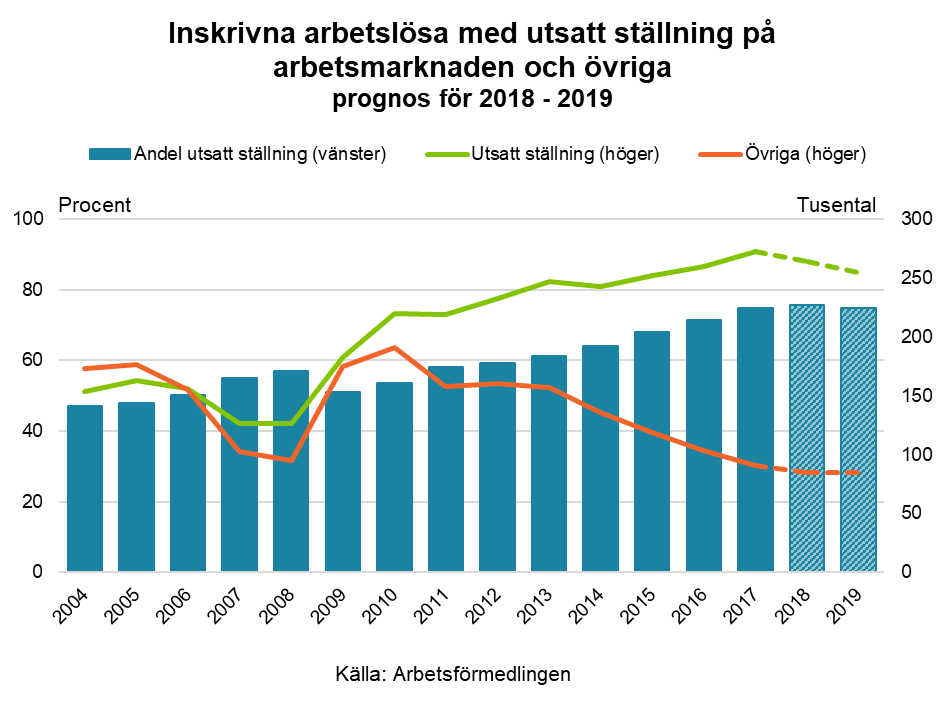 Inskrivna arbetslösa med utsatt ställning på
arbetsmarknaden och övriga
prognos för 2018 - 2019
Andel utsatt ställning (vänster) Utsatt ställning (höger) Övriga (höger)
Procent Tusental
100 300
80 250
60 200
40 150
20 100
0 50
0
2004 2005 2006 2007 2008 2009 2010 2011 2012 2013 2014 2015 2016 2017 2018 2019
Källa: Arbetsförmedlingen